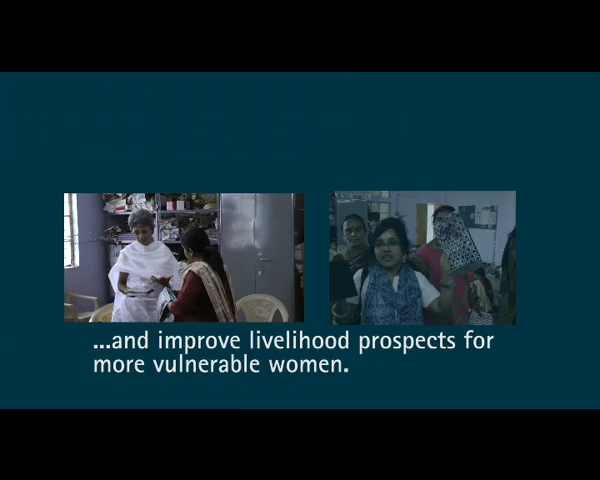 ...and improve livelihood prospects for
more vulnerable women.